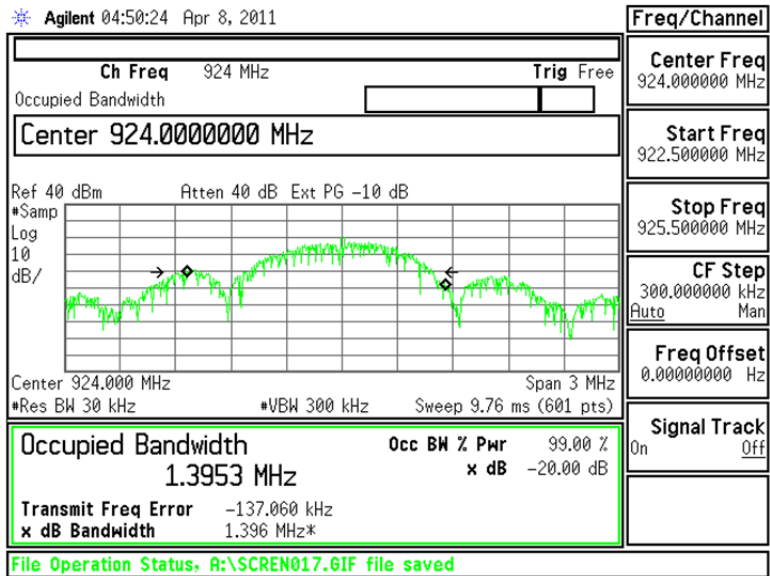 Agilent 04:50:24 Apr 8, 2011
Freq/Channel
Ch Freq 924 MHz Trig Free
Occupied Bandwidth
Center 924.0000000 MHz
Ref 40 dBm Atten 40 dB Ext PG -10 dB
#Samp
Log
10
dB/
Center 924.000 MHz Span 3 MHz
#Res BW 30 kHz #VBW 300 kHz Sweep 9.76 ms (601 pts)
Occupied Bandwidth Occ BW % Pwr 99.00 %
1.3953 MHz x dB -20.00 dB
Transmit Freq Error -137.060 kHz
x dB Bandwidth 1.396 MHz*
File Operation Status, A:\SCREN017.GIF file saved
Center Freq
924.000000 MHz
Start Freq
922.500000 MHz
Stop Freq
925.500000 MHz
CF Step
300.000000 kHz
Auto Man
Freq Offset
0.00000000 Hz
Signal Track
On Off